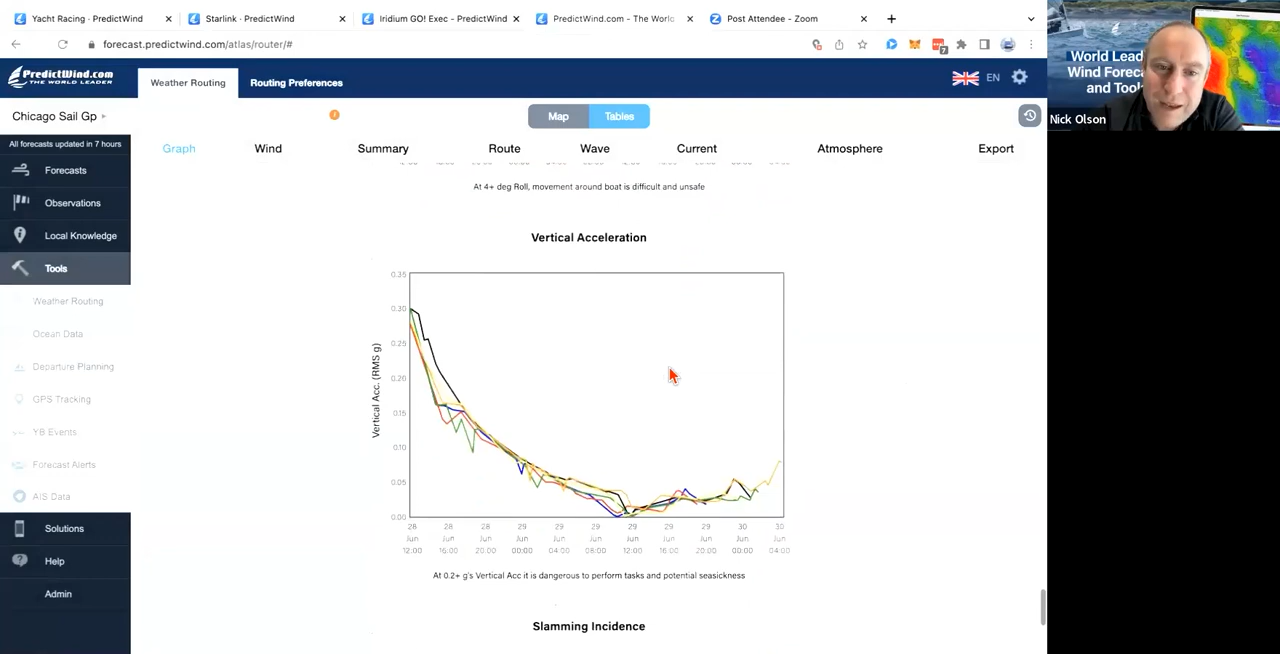 Yacht Racing - PredictWind
Starlink · PredictWind
Iridium GO! Exec - PredictWind
PredictWind.com - The World
Post Attendee - Zoom
forecast.predictwind.com/atlas/router/#
7
PredictWind.com
THE WORLD LEADER
Weather Routing
Routing Preferences
EN
World Lead
Wind Foreca
and Tools
Nick Olson
Chicago Sail Gp
Map
Tables
All forecasts updated in 7 hours
Graph
Wind
Summary
Route
Wave
Current
Atmosphere
Export
Forecasts
Observations
Local Knowledge
Tools
Weather Routing
Ocean Data
Departure Planning
GPS Tracking
YB Events
Forecast Alerts
AIS Data
Solutions
Help
Admin
At 4+ deg Roll, movement around boat is difficult and unsafe
Vertical Acceleration
Vertical Acc. (RMS g)
0.35
0.30
0.25
0.20
0.15
0.10
0.05
0.00
28 28 28 29 29 29 29 29 29 30 30
Jun Jun Jun Jun Jun Jun Jun Jun Jun Jun Jun
12:00 16:00 20:00 00:00 04:00 08:00 12:00 16:00 20:00 00:00 04:00
At 0.2+ g's Vertical Acc it is dangerous to perform tasks and potential seasickness
Slamming Incidence